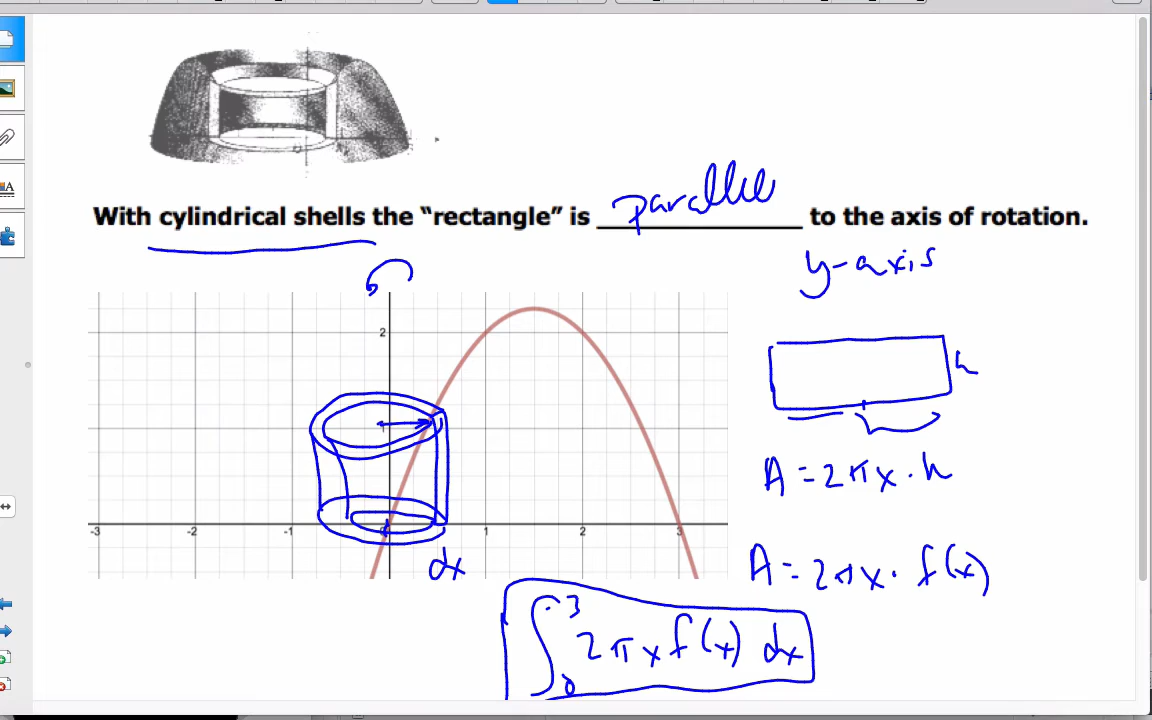 With cylindrical shells the “rectangle” is parallel to the axis of rotation.
y-axis
2
h
A = 2πx · h
-3 -2 -1 1 2 3
dx
A = 2πx · f(x)
∫₀³ 2πx f(x) dx